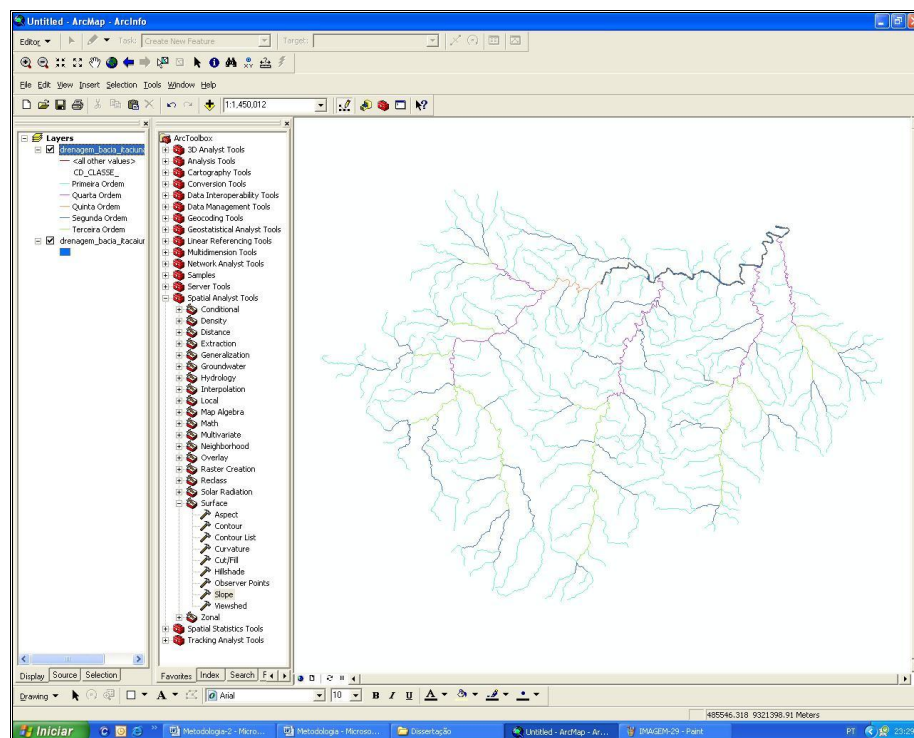 Untitled - ArcMap - ArcInfo
Editor Task: Create New Feature Target:
File Edit View Insert Selection Tools Window Help
1:1,450,012
Layers
drenagem_bacia_itaciuna
<all other values>
CD_CLASSE_
Primeira Ordem
Quarta Ordem
Quinta Ordem
Segunda Ordem
Terceira Ordem
drenagem_bacia_itacaiur
Display Source Selection
ArcToolbox
3D Analyst Tools
Analysis Tools
Cartography Tools
Conversion Tools
Data Interoperability Tools
Data Management Tools
Geocoding Tools
Geostatistical Analyst Tools
Linear Referencing Tools
Multidimension Tools
Network Analyst Tools
Samples
Server Tools
Spatial Analyst Tools
Conditional
Density
Distance
Extraction
Generalization
Groundwater
Hydrology
Interpolation
Local
Map Algebra
Math
Multivariate
Neighborhood
Overlay
Raster Creation
Reclass
Solar Radiation
Surface
Aspect
Contour
Contour List
Curvature
Cut/Fill
Hillshade
Observer Points
Slope
Viewshed
Zonal
Spatial Statistics Tools
Tracking Analyst Tools
Favorites Index Search F
Drawing A Arial 10 B I U A
485546.318 9321398.91 Meters
Iniciar Metodologia-2 - Micro... Metodologia - Microso... Dissertação Untitled - ArcMap - Ar... IMAGEM-29 - Paint PT 23:29